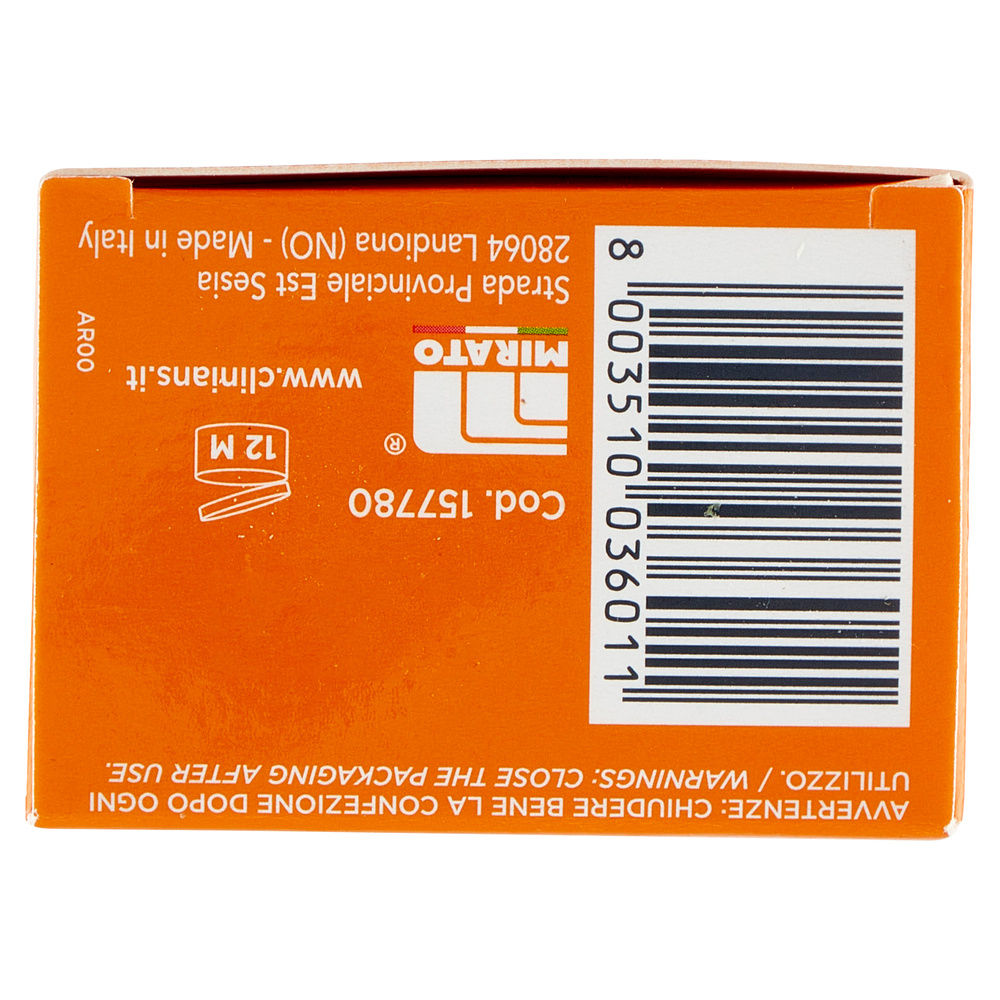 AVVERTENZE: CHIUDERE BENE LA CONFEZIONE DOPO OGNI
UTILIZZO. / WARNINGS: CLOSE THE PACKAGING AFTER USE.
8 003510 036011
Cod. 157780
12 M
®
MIRATO
www.clinians.it
AR00
Strada Provinciale Est Sesia
28064 Landiona (NO) - Made in Italy